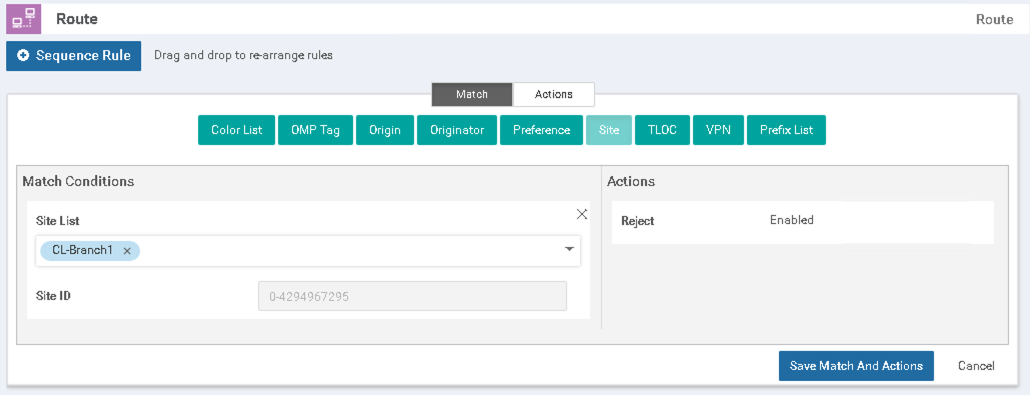 Route
Route
Sequence Rule
Drag and drop to re-arrange rules
Match
Actions
Color List
OMP Tag
Origin
Originator
Preference
Site
TLOC
VPN
Prefix List
Match Conditions
Site List
CL-Branch1
Site ID
0-4294967295
Actions
Reject
Enabled
Save Match And Actions
Cancel